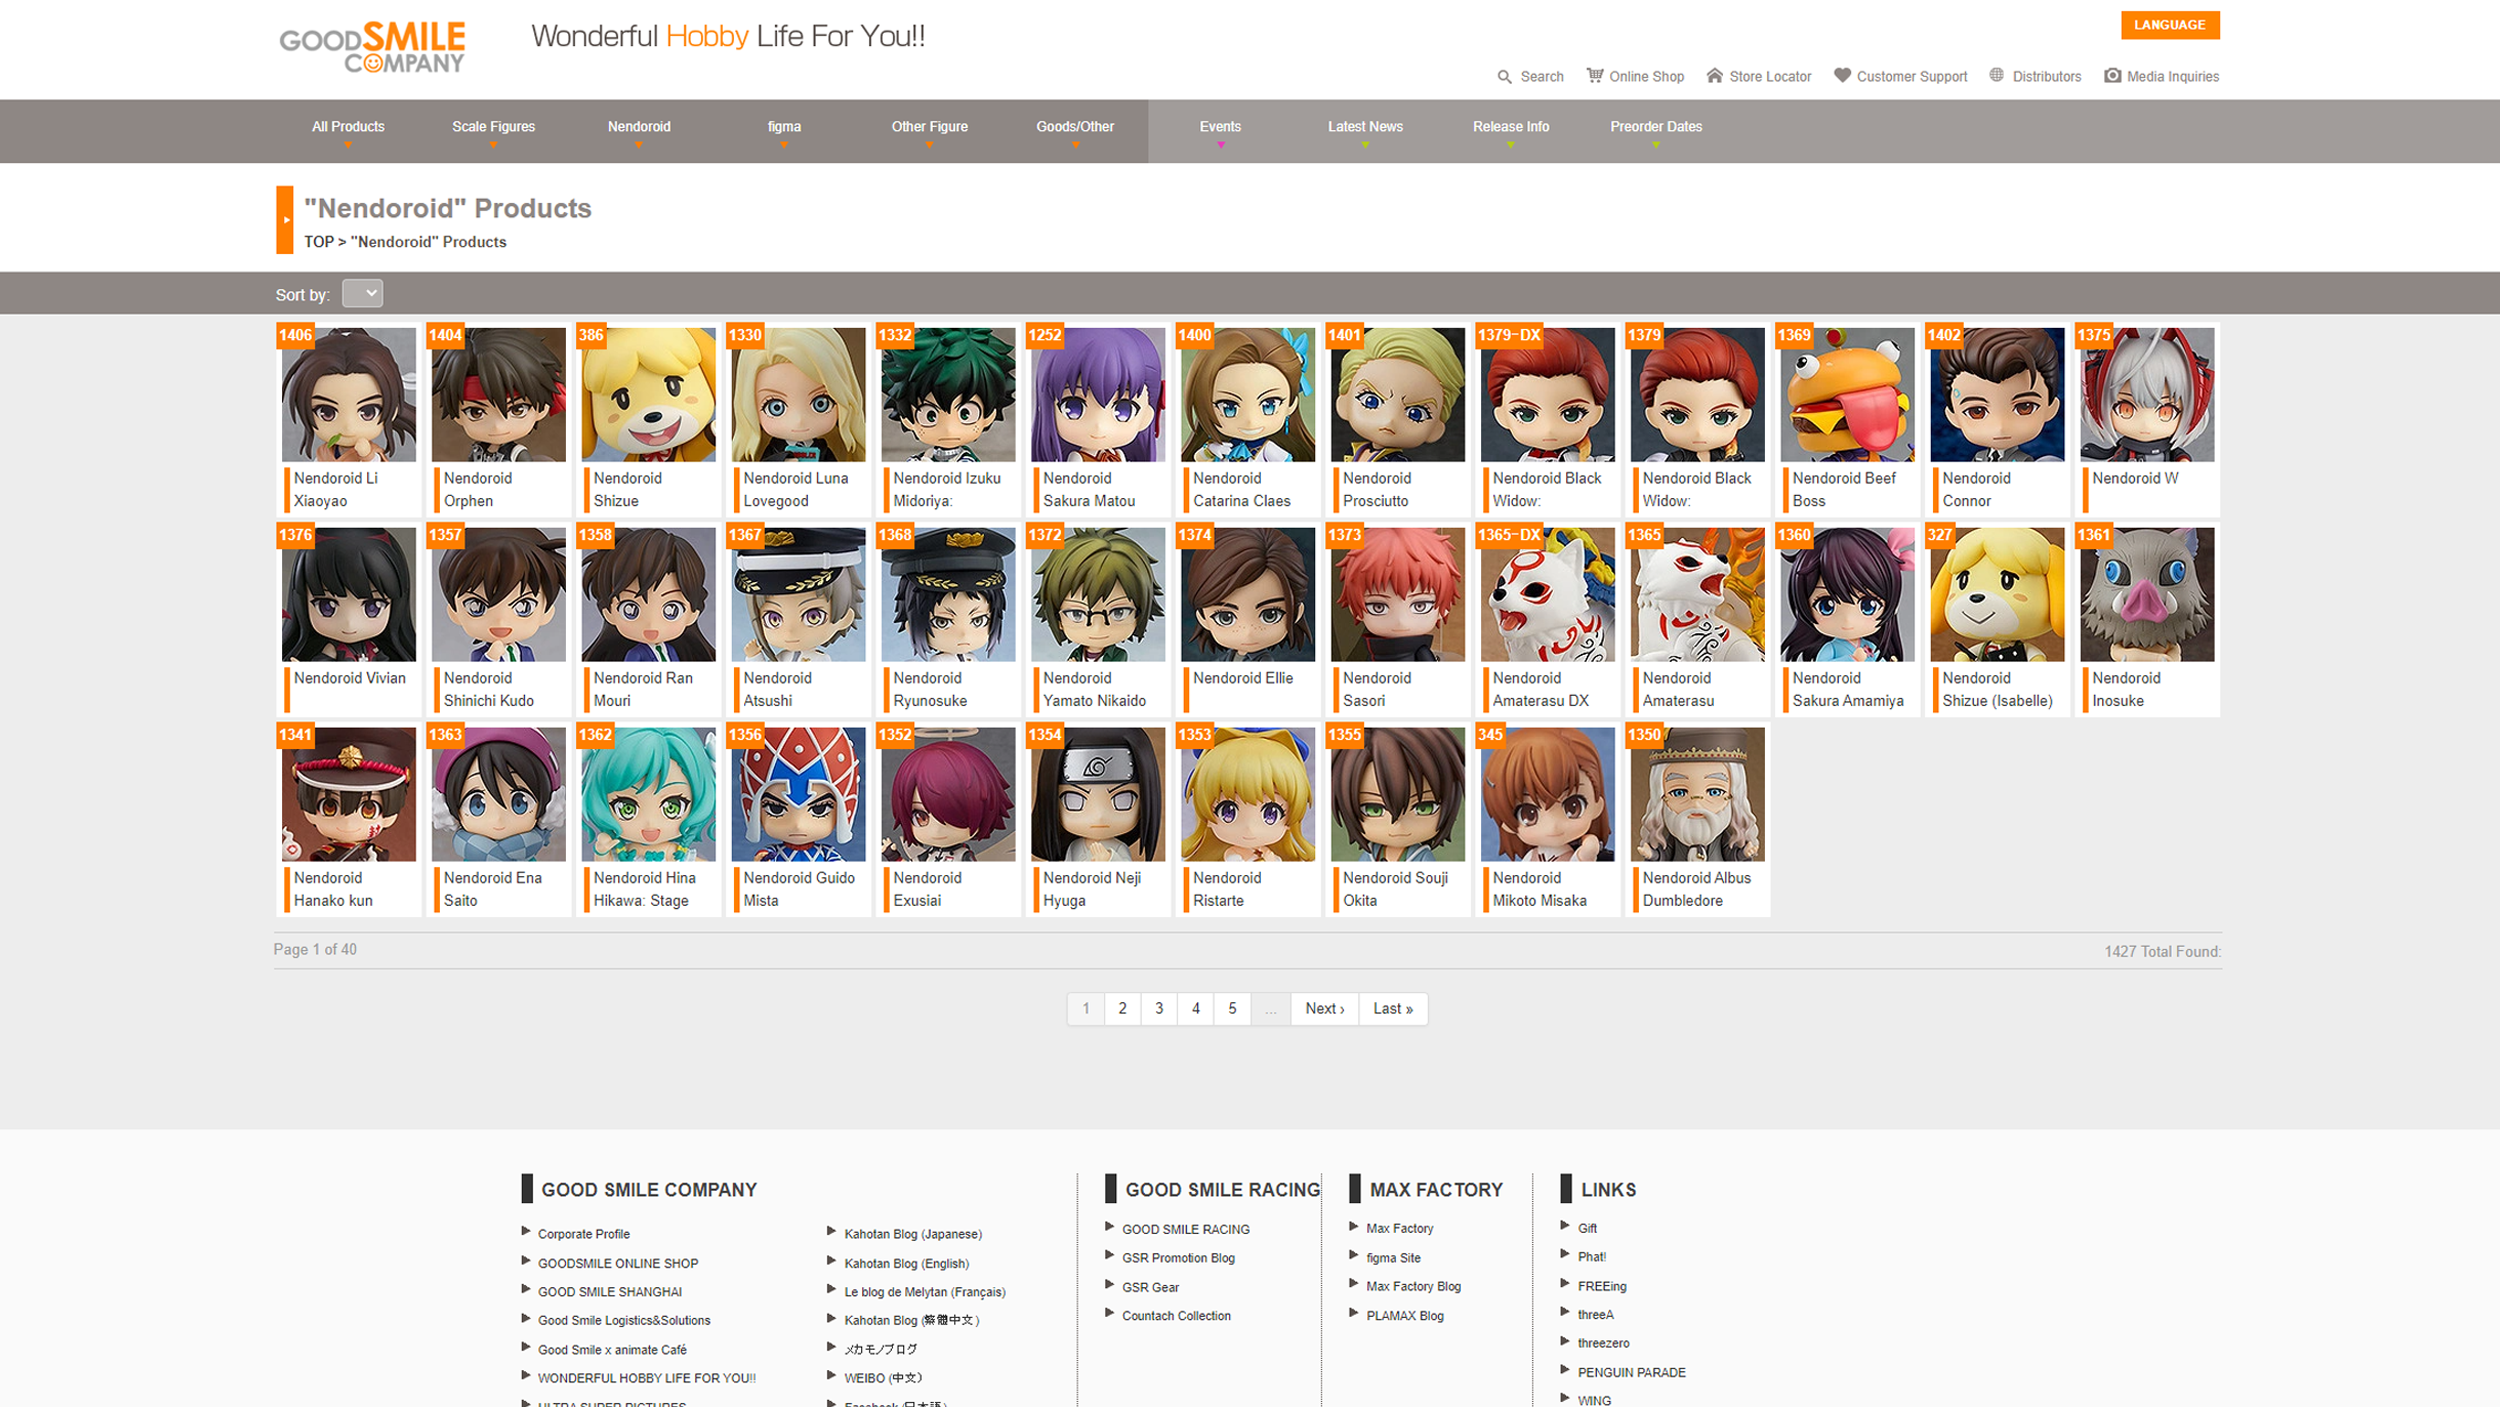 GOOD SMILE
COMPANY
Wonderful Hobby Life For You!!
LANGUAGE
Search Online Shop Store Locator Customer Support Distributors Media Inquiries
All Products Scale Figures Nendoroid figma Other Figure Goods/Other Events Latest News Release Info Preorder Dates
"Nendoroid" Products
TOP > "Nendoroid" Products
Sort by:
1406 1404 386 1330 1332 1252 1400 1401 1379-DX 1379 1369 1402 1375
Nendoroid Li Nendoroid Nendoroid Nendoroid Luna Nendoroid Izuku Nendoroid Nendoroid Nendoroid Nendoroid Black Nendoroid Black Nendoroid Beef Nendoroid Nendoroid W
Xiaoyao Orphen Shizue Lovegood Midoriya: Sakura Matou Catarina Claes Prosciutto Widow: Widow: Boss Connor
1376 1357 1358 1367 1368 1372 1374 1373 1365-DX 1365 1360 327 1361
Nendoroid Vivian Nendoroid Nendoroid Ran Nendoroid Nendoroid Nendoroid Nendoroid Ellie Nendoroid Nendoroid Nendoroid Nendoroid Nendoroid Nendoroid
Shinichi Kudo Mouri Atsushi Ryunosuke Yamato Nikaido Sasori Amaterasu DX Amaterasu Sakura Amamiya Shizue (Isabelle) Inosuke
1341 1363 1362 1356 1352 1354 1353 1355 345 1350
Nendoroid Nendoroid Ena Nendoroid Hina Nendoroid Guido Nendoroid Nendoroid Neji Nendoroid Nendoroid Souji Nendoroid Nendoroid Albus
Hanako kun Saito Hikawa: Stage Mista Exusiai Hyuga Ristarte Okita Mikoto Misaka Dumbledore
Page 1 of 40
1427 Total Found:
1 2 3 4 5 ... Next › Last »
GOOD SMILE COMPANY
Corporate Profile
GOODSMILE ONLINE SHOP
GOOD SMILE SHANGHAI
Good Smile Logistics&Solutions
Good Smile x animate Café
WONDERFUL HOBBY LIFE FOR YOU!!
ULTRA SUPER PICTURES
Kahotan Blog (Japanese)
Kahotan Blog (English)
Le blog de Melytan (Français)
Kahotan Blog (繁體中文)
メカモノブログ
WEIBO (中文)
Facebook (日本語)
GOOD SMILE RACING
GOOD SMILE RACING
GSR Promotion Blog
GSR Gear
Countach Collection
MAX FACTORY
Max Factory
figma Site
Max Factory Blog
PLAMAX Blog
LINKS
Gift
Phat!
FREEing
threeA
threezero
PENGUIN PARADE
WING